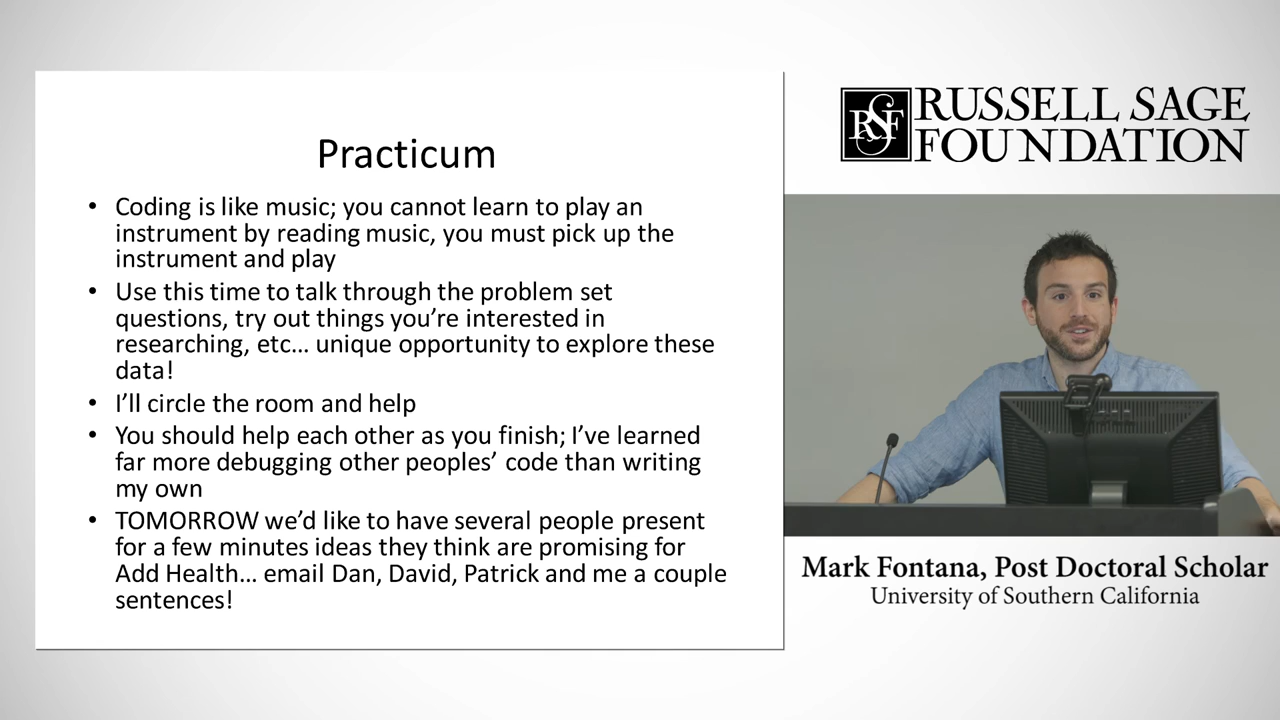 Practicum
• Coding is like music; you cannot learn to play an
instrument by reading music, you must pick up the
instrument and play
• Use this time to talk through the problem set
questions, try out things you’re interested in
researching, etc… unique opportunity to explore these
data!
• I’ll circle the room and help
• You should help each other as you finish; I’ve learned
far more debugging other peoples’ code than writing
my own
• TOMORROW we’d like to have several people present
for a few minutes ideas they think are promising for
Add Health… email Dan, David, Patrick and me a couple
sentences!
RSF
RUSSELL SAGE
FOUNDATION
Mark Fontana, Post Doctoral Scholar
University of Southern California